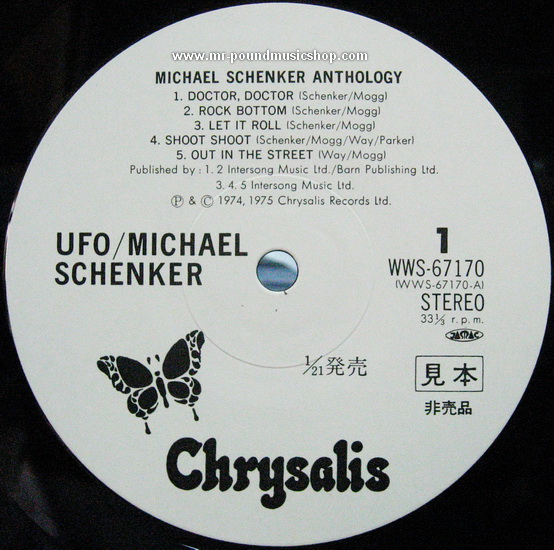 www.mr-poundmusicshop.com
MICHAEL SCHENKER ANTHOLOGY
1. DOCTOR, DOCTOR (Schenker/Mogg)
2. ROCK BOTTOM (Schenker/Mogg)
3. LET IT ROLL (Schenker/Mogg)
4. SHOOT SHOOT (Schenker/Mogg/Way/Parker)
5. OUT IN THE STREET (Way/Mogg)
Published by : 1. 2 Intersong Music Ltd./Barn Publishing Ltd.
3. 4. 5 Intersong Music Ltd.
Ⓟ & © 1974, 1975 Chrysalis Records Ltd.
UFO/MICHAEL
SCHENKER
1
WWS-67170
(WWS-67170-A)
STEREO
33⅓ r.p.m.
JASRAC
1/21発売
見本
非売品
Chrysalis